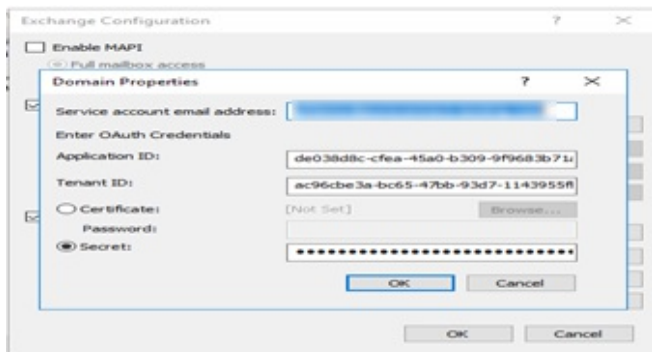 Exchange Configuration ?
Enable MAPI
Full mailbox access
Domain Properties ?
Service account email address:
Enter OAuth Credentials
Application ID: de038d8c-cfea-45a0-b309-9f9683b71
Tenant ID: ac96cbe3a-bc65-47bb-93d7-1143955f
Certificate: [Not Set] Browse...
Password:
Secret:
OK Cancel
OK Cancel